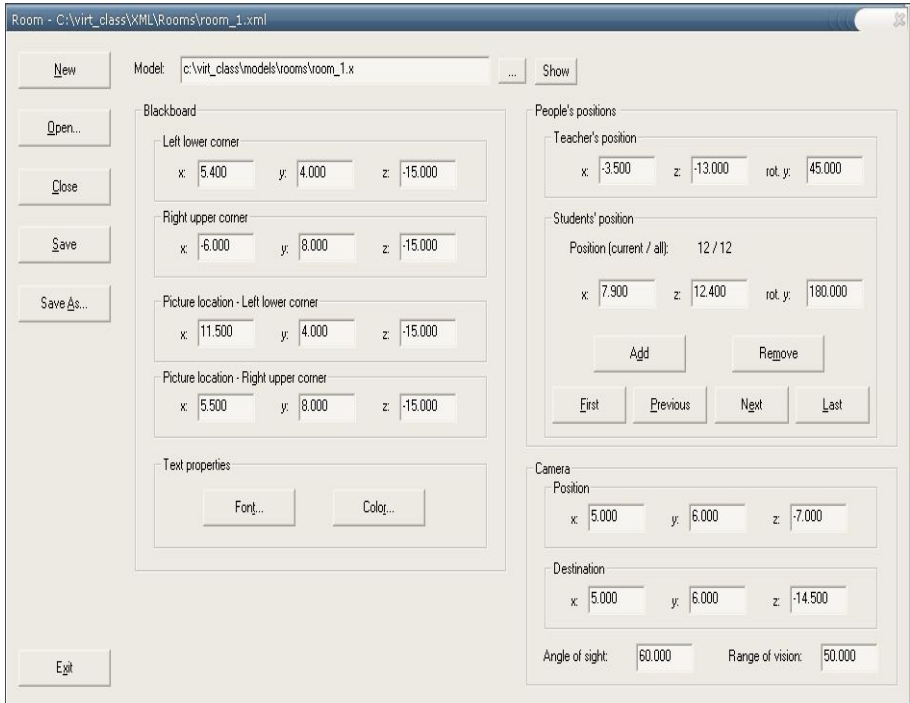 Room - C:\virt_class\XML\Rooms\room_1.xml
New
Model: c:\virt_class\models\rooms\room_1.x ... Show
Open...
Close
Save
Save As...
Exit
Blackboard
Left lower corner
x: 5.400 y: 4.000 z: -15.000
Right upper corner
x: -6.000 y: 8.000 z: -15.000
Picture location - Left lower corner
x: 11.500 y: 4.000 z: -15.000
Picture location - Right upper corner
x: 5.500 y: 8.000 z: -15.000
Text properties
Font... Color...
People's positions
Teacher's position
x: -3.500 z: -13.000 rot. y: 45.000
Students' position
Position (current / all): 12 / 12
x: 7.900 z: 12.400 rot. y: 180.000
Add Remove
First Previous Next Last
Camera
Position
x: 5.000 y: 6.000 z: -7.000
Destination
x: 5.000 y: 6.000 z: -14.500
Angle of sight: 60.000 Range of vision: 50.000